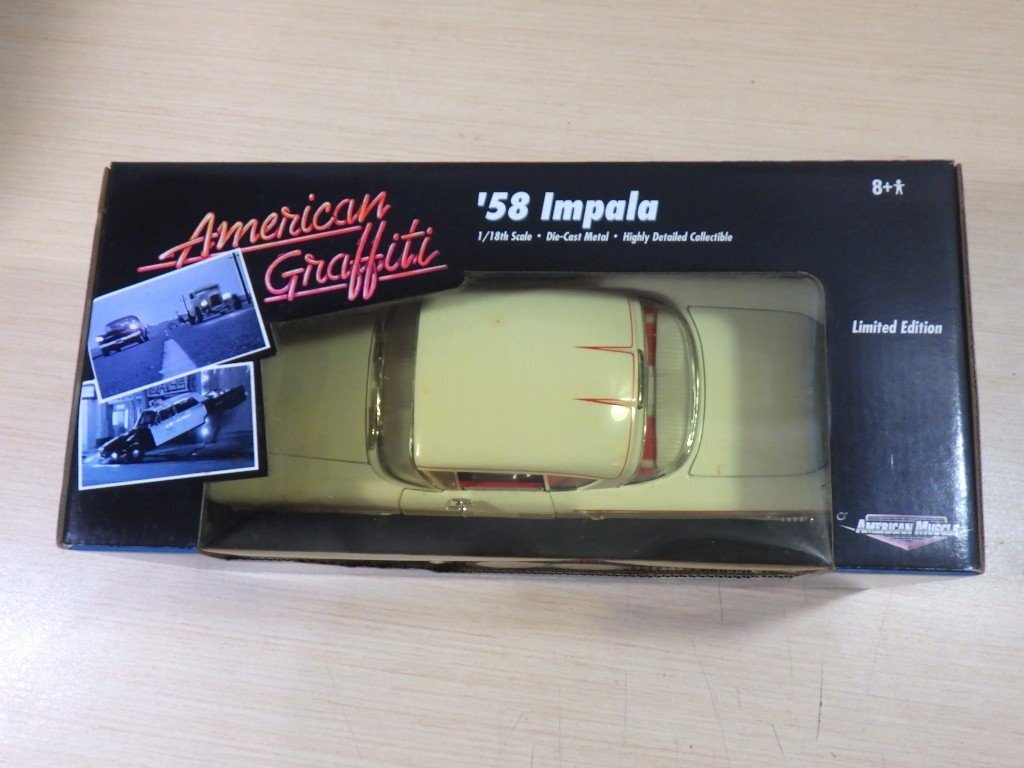 American
Graffiti
'58 Impala
1/18th Scale • Die-Cast Metal • Highly Detailed Collectible
8+
Limited Edition
AMERICAN MUSCLE